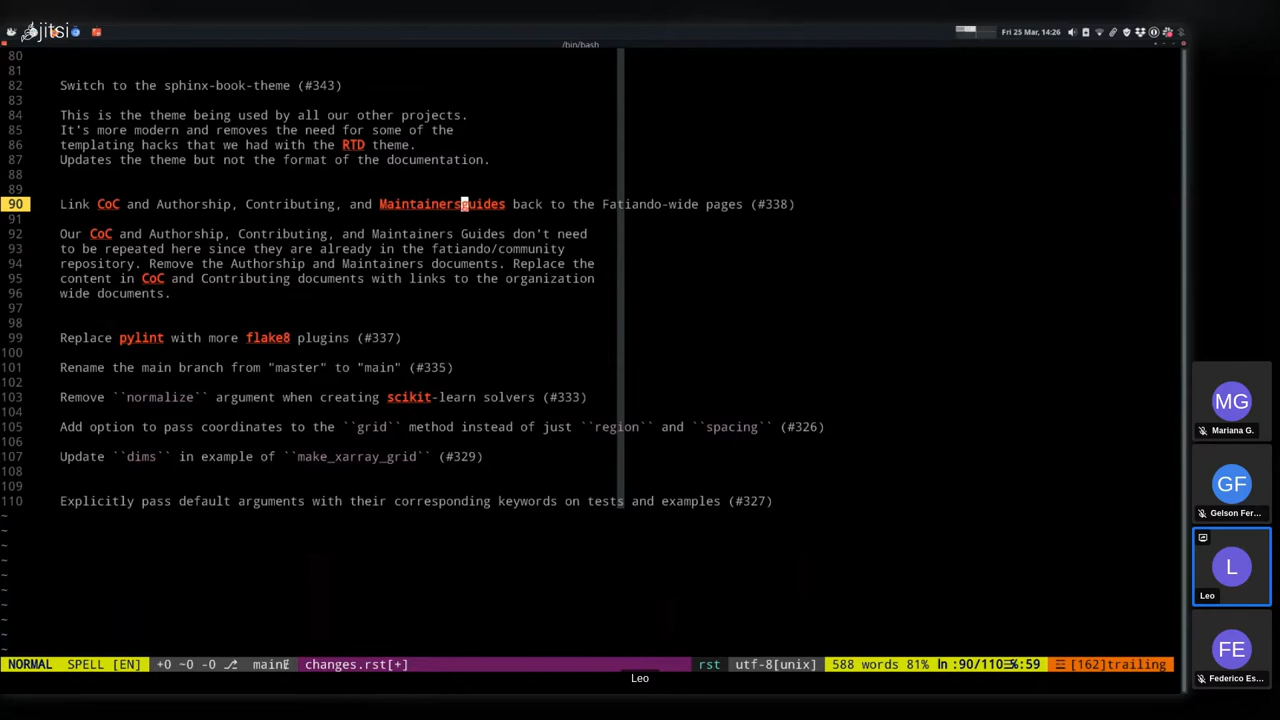 jitsi
Fri 25 Mar, 14:26
/bin/bash
80
81
82 Switch to the sphinx-book-theme (#343)
83
84 This is the theme being used by all our other projects.
85 It's more modern and removes the need for some of the
86 templating hacks that we had with the RTD theme.
87 Updates the theme but not the format of the documentation.
88
89
90 Link CoC and Authorship, Contributing, and Maintainersguides back to the Fatiando-wide pages (#338)
91
92 Our CoC and Authorship, Contributing, and Maintainers Guides don't need
93 to be repeated here since they are already in the fatiando/community
94 repository. Remove the Authorship and Maintainers documents. Replace the
95 content in CoC and Contributing documents with links to the organization
96 wide documents.
97
98
99 Replace pylint with more flake8 plugins (#337)
100
101 Rename the main branch from "master" to "main" (#335)
102
103 Remove ``normalize`` argument when creating scikit-learn solvers (#333)
104
105 Add option to pass coordinates to the ``grid`` method instead of just ``region`` and ``spacing`` (#326)
106
107 Update ``dims`` in example of ``make_xarray_grid`` (#329)
108
109
110 Explicitly pass default arguments with their corresponding keywords on tests and examples (#327)
~
~
~
~
~
~
~
~
~
NORMAL SPELL [EN] +0 ~0 -0 main changes.rst[+] rst utf-8[unix] 588 words 81% ln :90/110 :59 [162]trailing
Leo
MG
Mariana G.
GF
Gelson Fer...
L
Leo
FE
Federico Es...